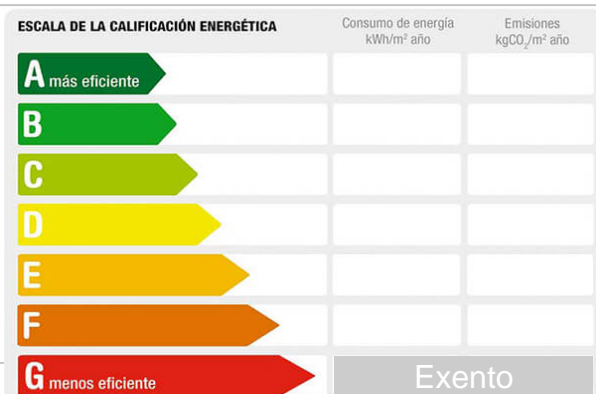 ESCALA DE LA CALIFICACIÓN ENERGÉTICA
Consumo de energía
kWh/m² año
Emisiones
kgCO₂/m² año
A más eficiente
B
C
D
E
F
G menos eficiente
Exento